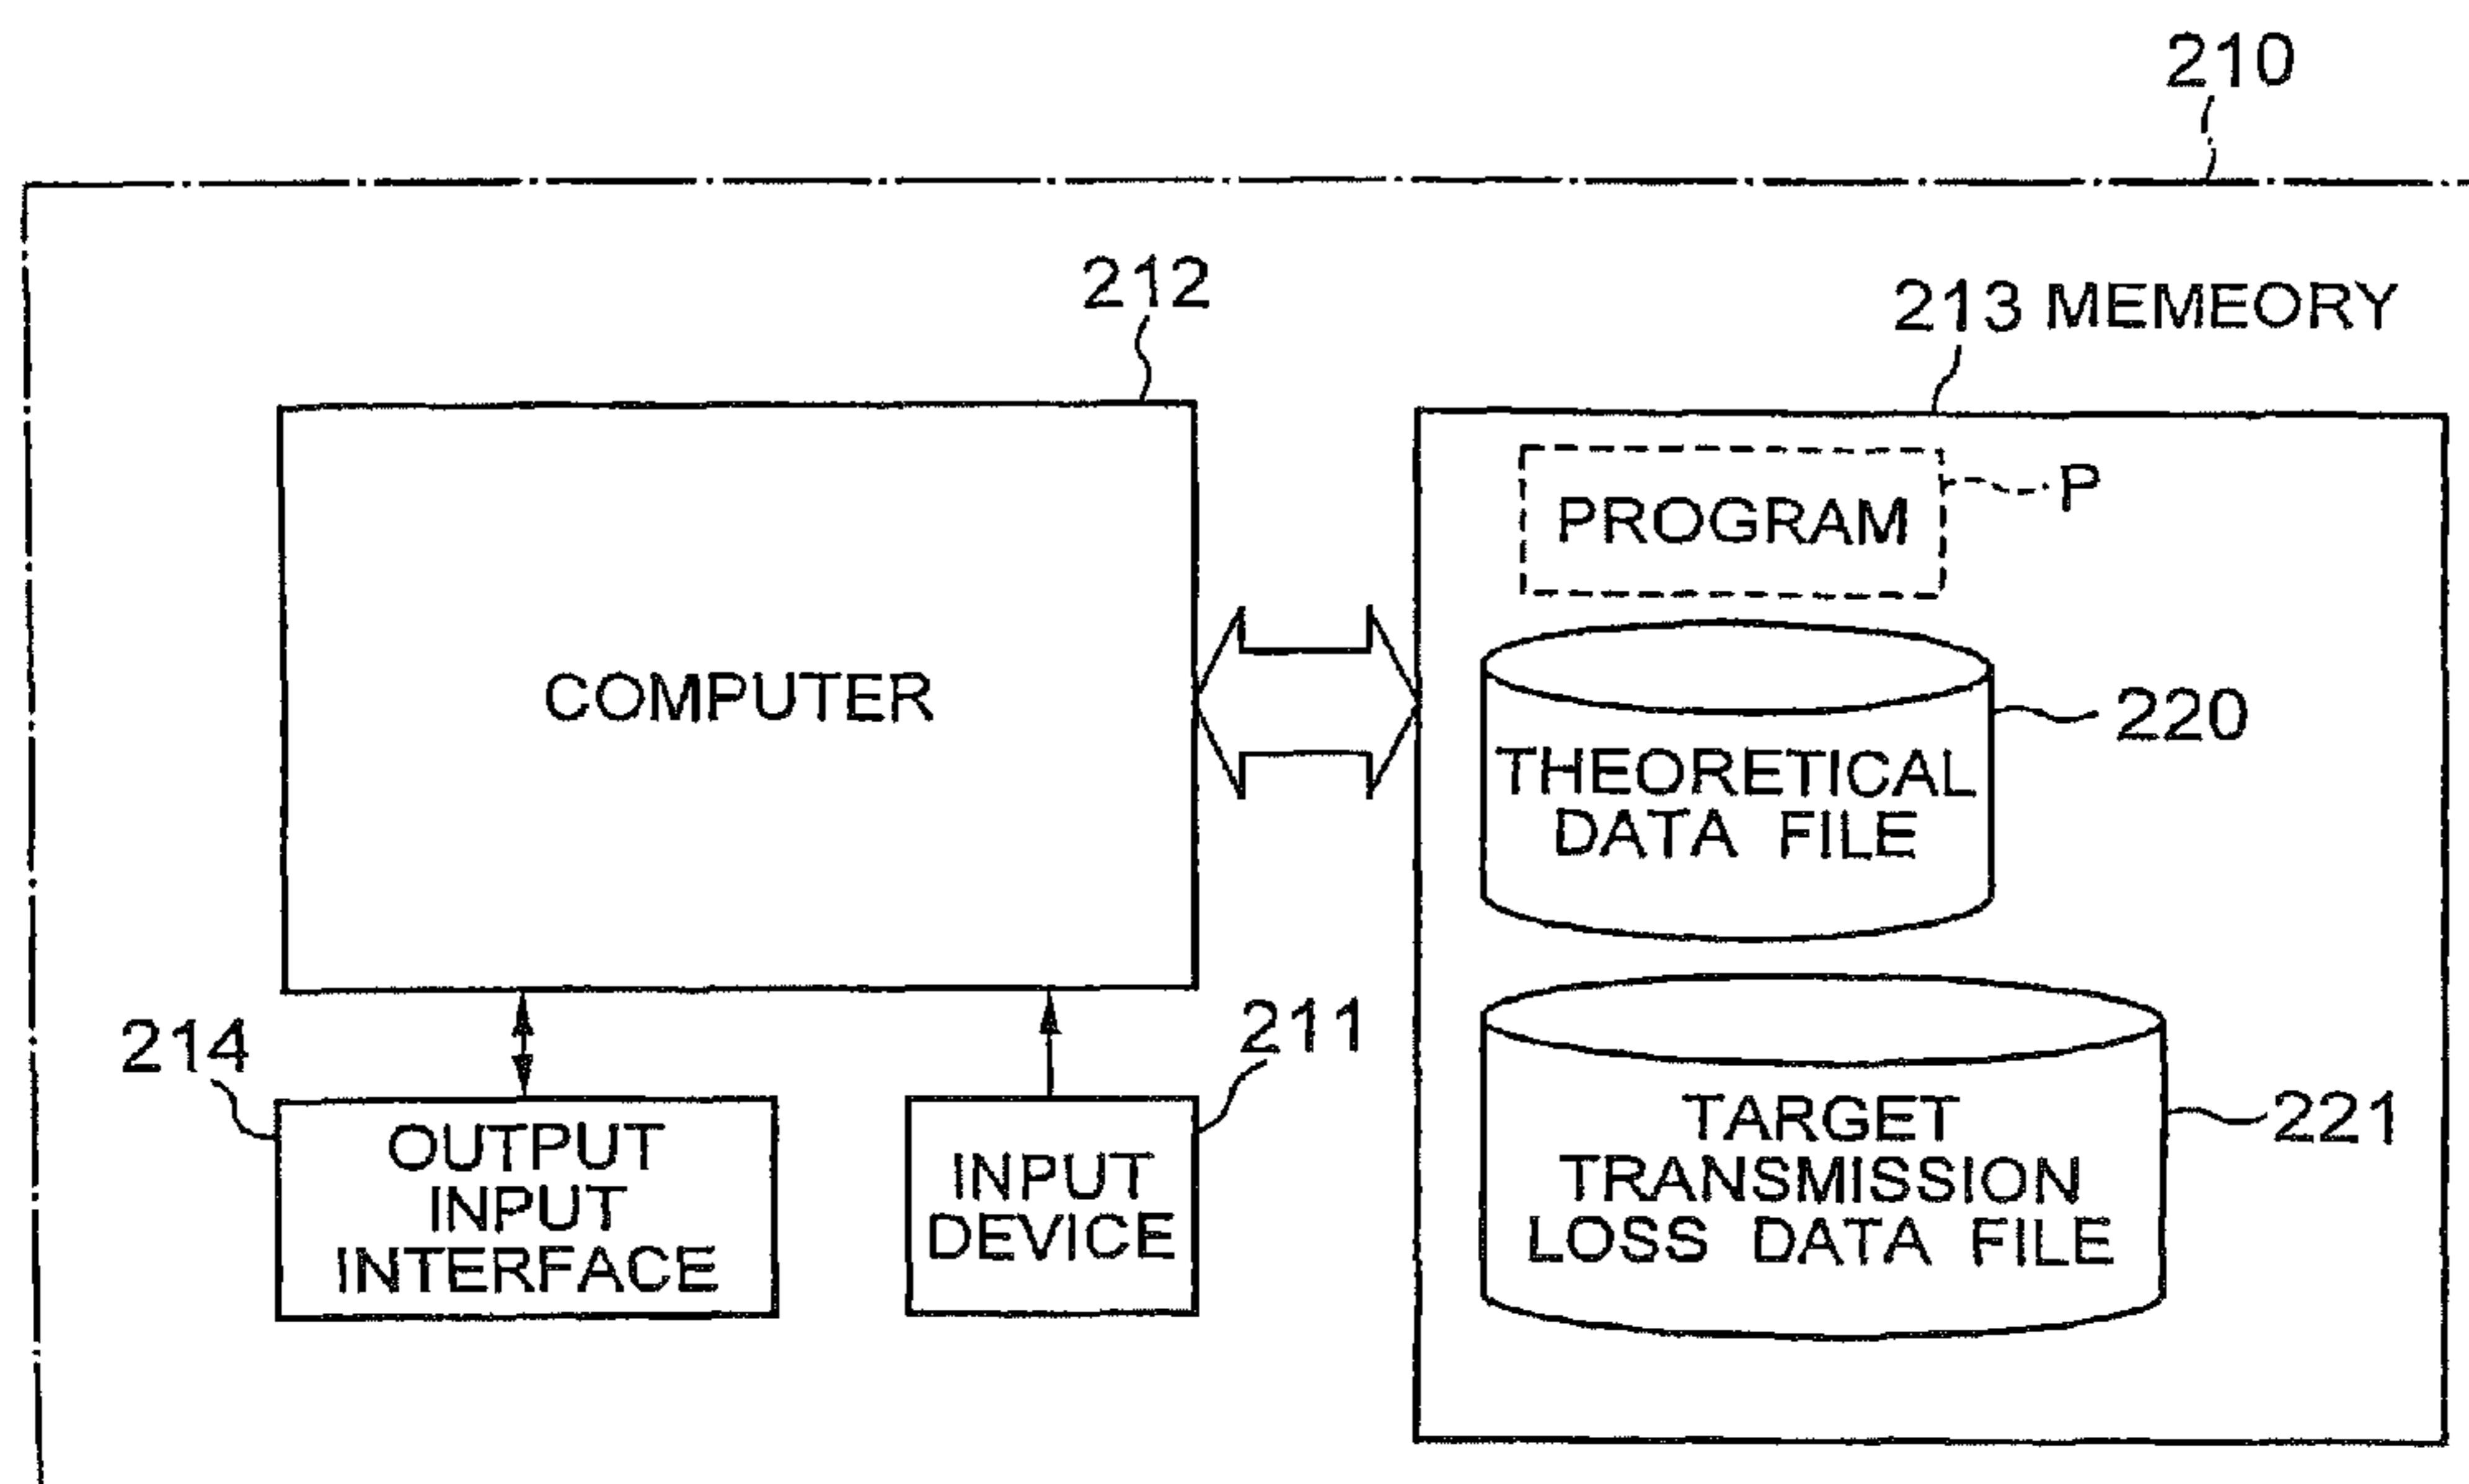 210
212
213 MEMEORY
PROGRAM
P
COMPUTER
220
THEORETICAL
DATA FILE
214
211
OUTPUT
INPUT
INTERFACE
INPUT
DEVICE
TARGET
TRANSMISSION
LOSS DATA FILE
221